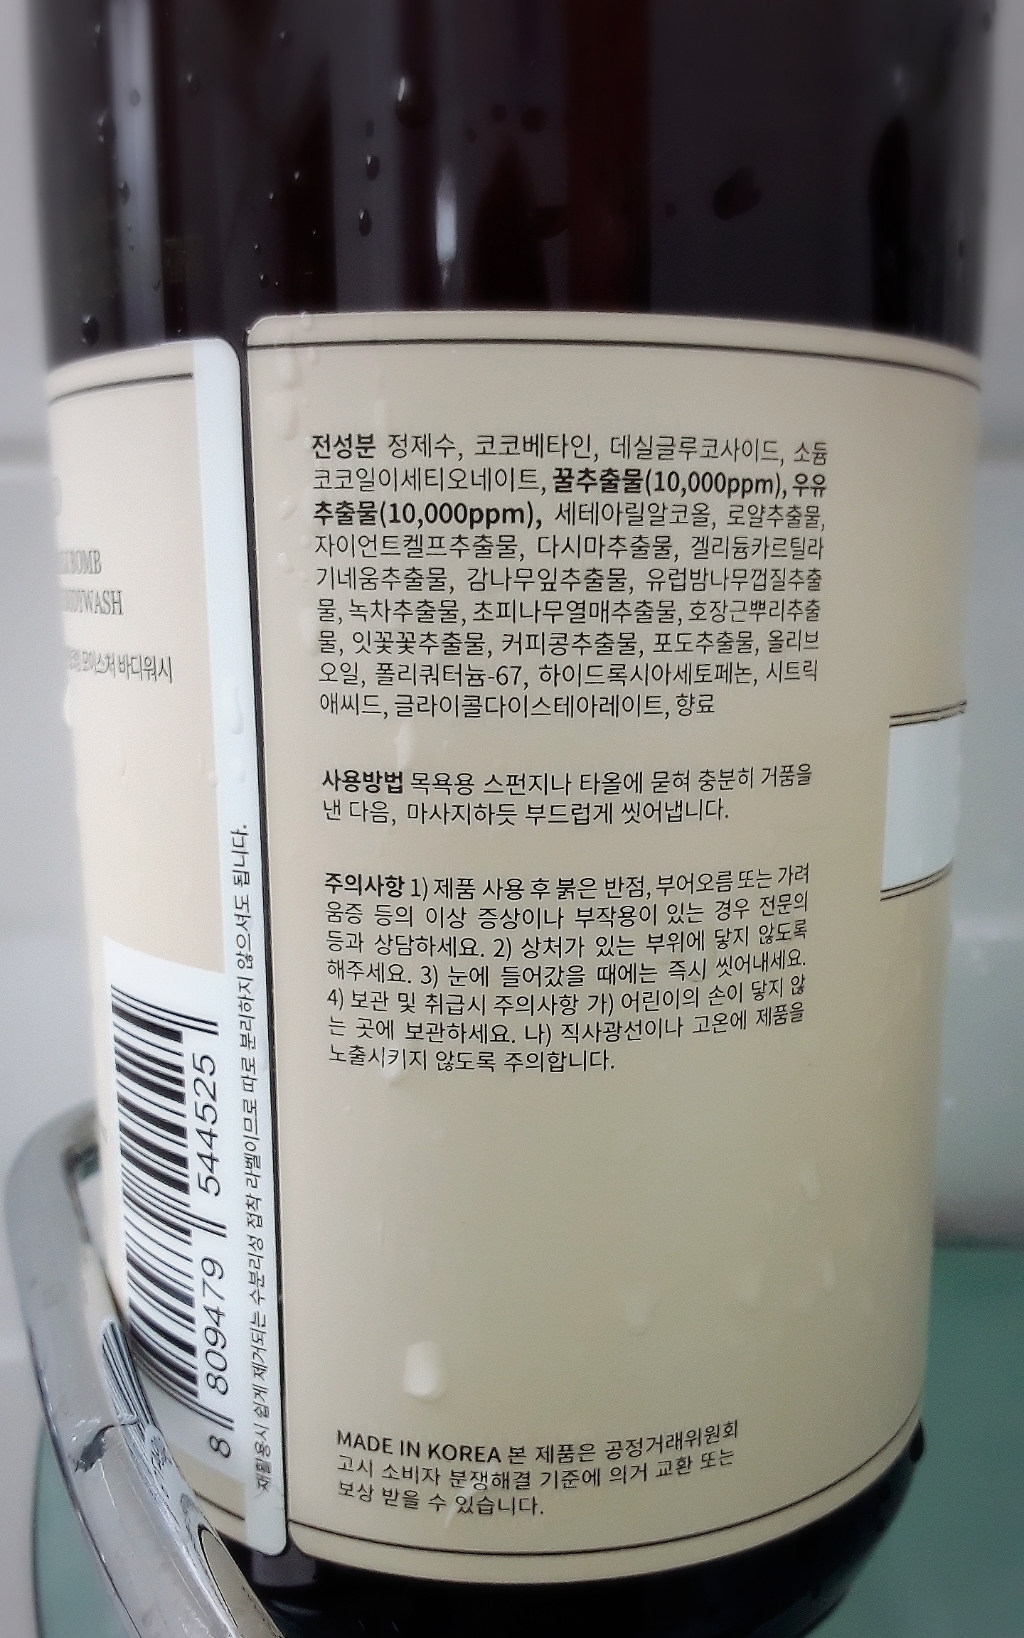 BOMB
BODYWASH
모이스처 바디워시
8 809479 544525
재활용시 쉽게 제거되는 수분리성 접착 라벨이므로 따로 분리하지 않으셔도 됩니다.
전성분 정제수, 코코베타인, 데실글루코사이드, 소듐
코코일이세티오네이트, 꿀추출물(10,000ppm), 우유
추출물(10,000ppm), 세테아릴알코올, 로얄추출물,
자이언트켈프추출물, 다시마추출물, 겔리듐카르틸라
기네움추출물, 감나무잎추출물, 유럽밤나무껍질추출
물, 녹차추출물, 초피나무열매추출물, 호장근뿌리추출
물, 잇꽃꽃추출물, 커피콩추출물, 포도추출물, 올리브
오일, 폴리쿼터늄-67, 하이드록시아세토페논, 시트릭
애씨드, 글라이콜다이스테아레이트, 향료
사용방법 목욕용 스펀지나 타올에 묻혀 충분히 거품을
낸 다음, 마사지하듯 부드럽게 씻어냅니다.
주의사항 1) 제품 사용 후 붉은 반점, 부어오름 또는 가려
움증 등의 이상 증상이나 부작용이 있는 경우 전문의
등과 상담하세요. 2) 상처가 있는 부위에 닿지 않도록
해주세요. 3) 눈에 들어갔을 때에는 즉시 씻어내세요.
4) 보관 및 취급시 주의사항 가) 어린이의 손이 닿지 않
는 곳에 보관하세요. 나) 직사광선이나 고온에 제품을
노출시키지 않도록 주의합니다.
MADE IN KOREA 본 제품은 공정거래위원회
고시 소비자 분쟁해결 기준에 의거 교환 또는
보상 받을 수 있습니다.